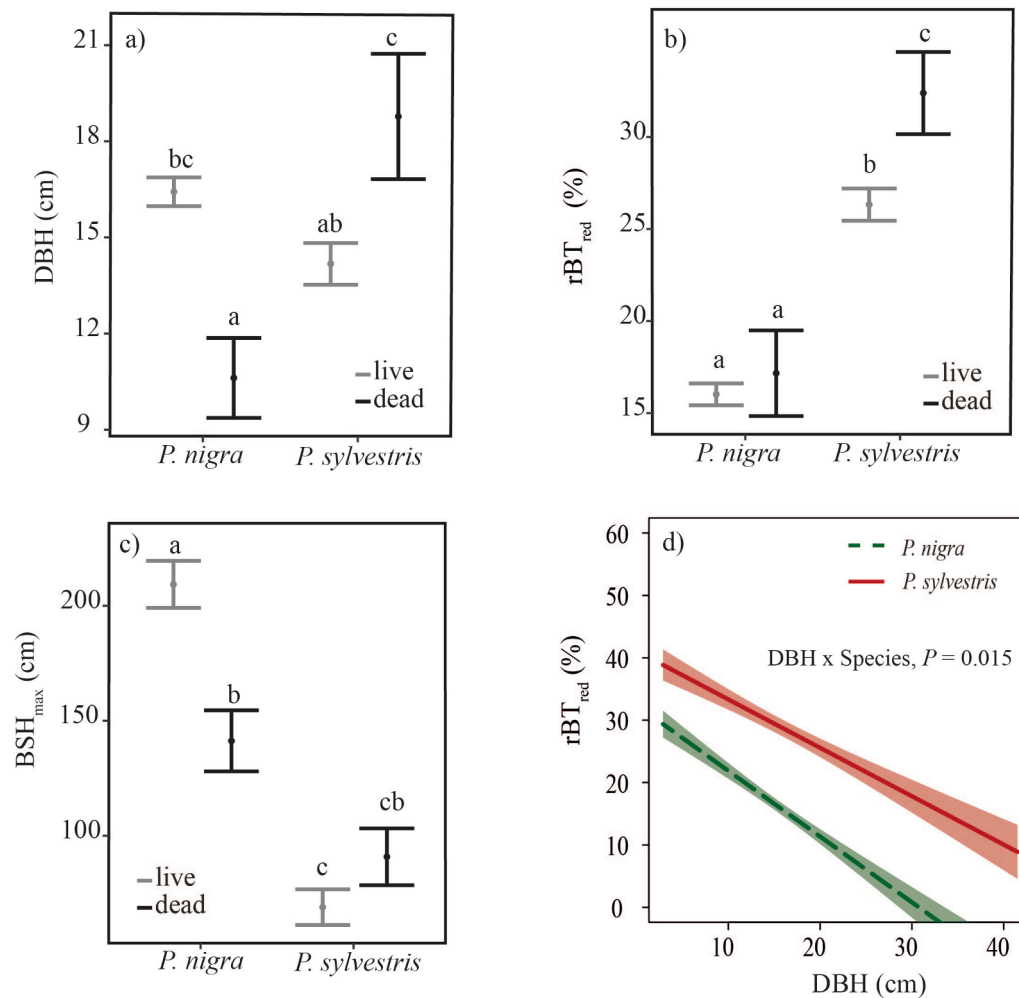 a)
21
18
15
12
9
DBH (cm)
bc
a
ab
c
live
dead
P. nigra P. sylvestris
b)
30
25
20
15
rBTred (%)
a
a
b
c
live
dead
P. nigra P. sylvestris
c)
200
150
100
BSHmax (cm)
a
b
c
cb
live
dead
P. nigra P. sylvestris
d)
60
50
40
30
20
10
0
rBTred (%)
P. nigra
P. sylvestris
DBH x Species, P = 0.015
10 20 30 40
DBH (cm)